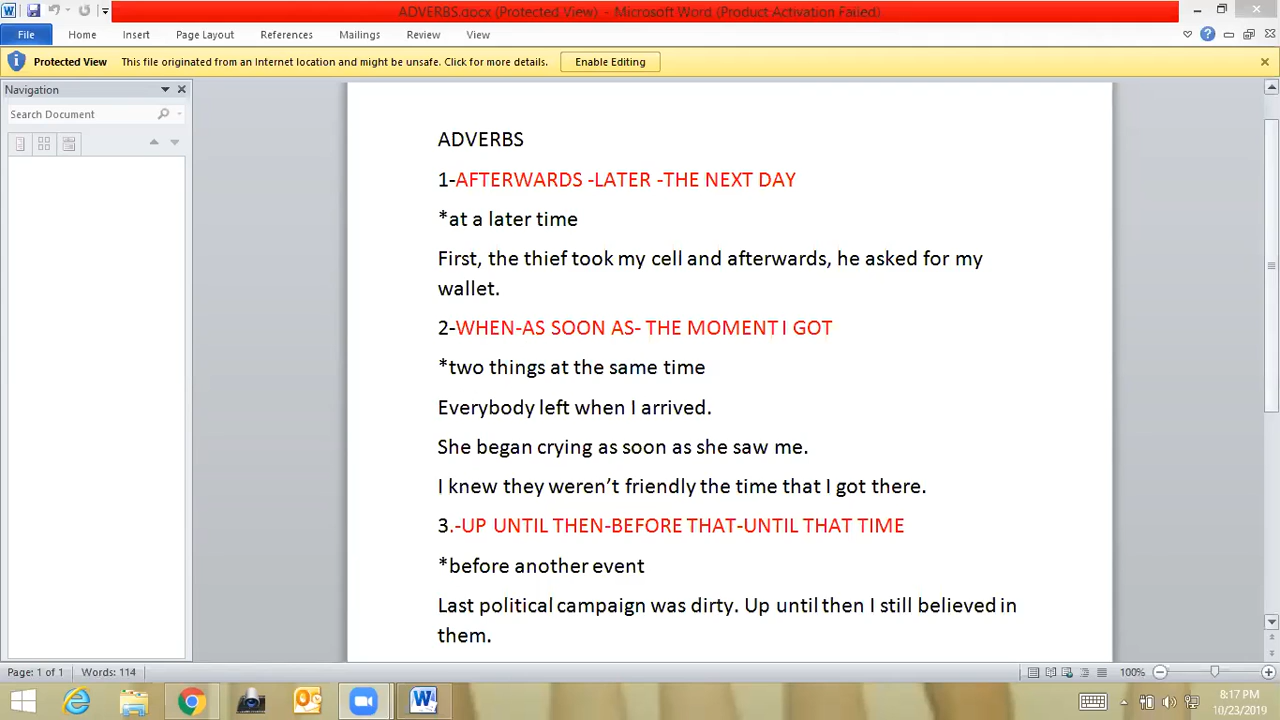 ADVERBS.docx (Protected View) - Microsoft Word (Product Activation Failed)
File Home Insert Page Layout References Mailings Review View
Protected View This file originated from an Internet location and might be unsafe. Click for more details. Enable Editing
Navigation
Search Document
ADVERBS
1-AFTERWARDS -LATER -THE NEXT DAY
*at a later time
First, the thief took my cell and afterwards, he asked for my
wallet.
2-WHEN-AS SOON AS- THE MOMENT I GOT
*two things at the same time
Everybody left when I arrived.
She began crying as soon as she saw me.
I knew they weren’t friendly the time that I got there.
3.-UP UNTIL THEN-BEFORE THAT-UNTIL THAT TIME
*before another event
Last political campaign was dirty. Up until then I still believed in
them.
Page: 1 of 1 Words: 114 100%
8:17 PM
10/23/2019